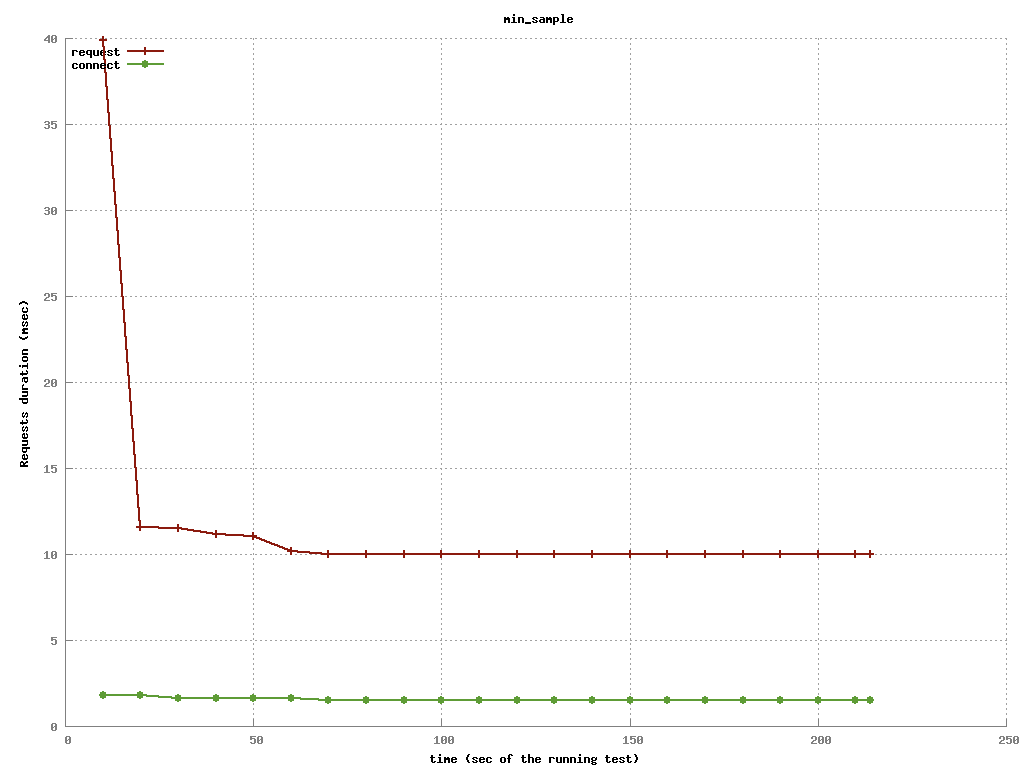 min_sample
40
request
connect
35
30
25
20
15
10
5
0
Requests duration (msec)
0 50 100 150 200 250
time (sec of the running test)